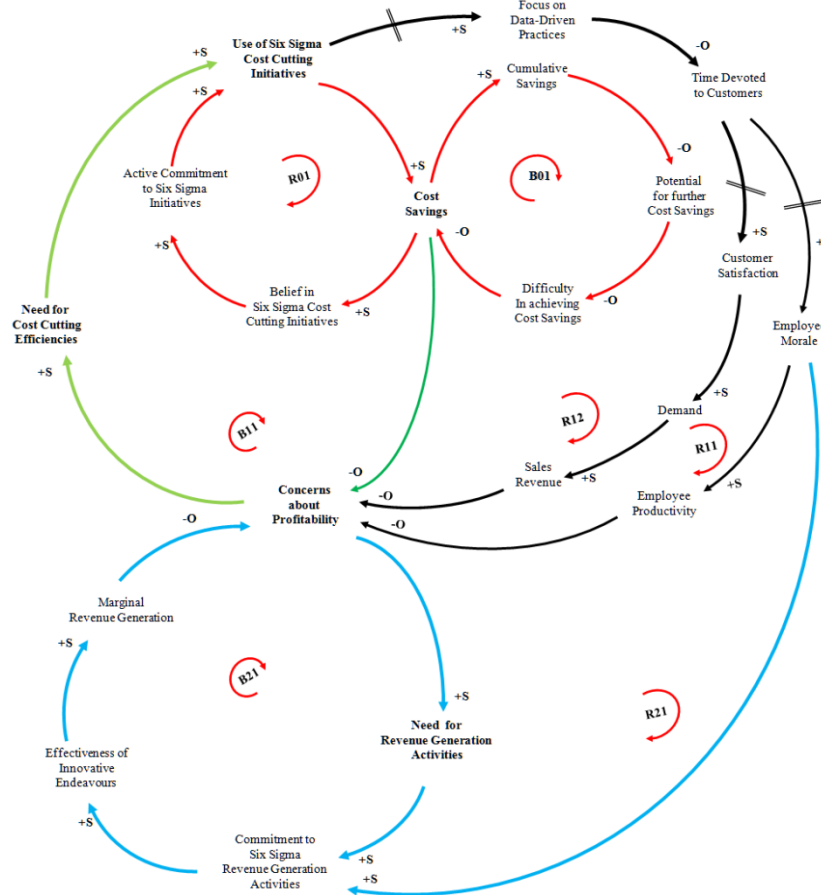 Focus on
Data-Driven
Practices
+S
-O
Use of Six Sigma
Cost Cutting
Initiatives
+S
+S
Cumulative
Savings
+S
Time Devoted
to Customers
Active Commitment
to Six Sigma
Initiatives
R01
+S
Cost
Savings
B01
-O
Potential
for further
Cost Savings
+S
-O
+S
Customer
Satisfaction
Belief in
Six Sigma Cost
Cutting Initiatives
+S
Difficulty
In achieving
Cost Savings
-O
Need for
Cost Cutting
Efficiencies
+S
Employee
Morale
+S
B11
R12
Demand
+S
R11
Concerns
about
Profitability
-O
-O
-O
Sales
Revenue
+S
Employee
Productivity
+S
-O
Marginal
Revenue Generation
+S
B21
+S
Need for
Revenue Generation
Activities
R21
Effectiveness of
Innovative
Endeavours
+S
Commitment to
Six Sigma
Revenue Generation
Activities
+S
+S